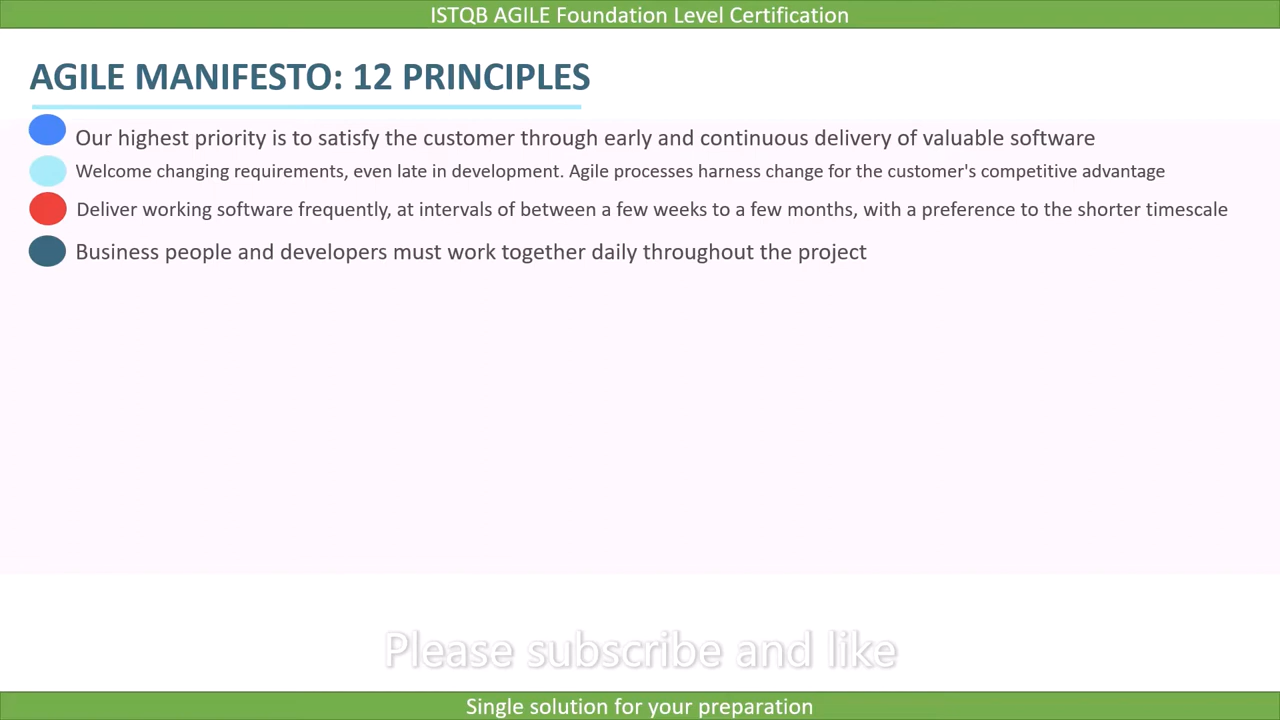 ISTQB AGILE Foundation Level Certification
AGILE MANIFESTO: 12 PRINCIPLES
Our highest priority is to satisfy the customer through early and continuous delivery of valuable software
Welcome changing requirements, even late in development. Agile processes harness change for the customer's competitive advantage
Deliver working software frequently, at intervals of between a few weeks to a few months, with a preference to the shorter timescale
Business people and developers must work together daily throughout the project
Please subscribe and like
Single solution for your preparation